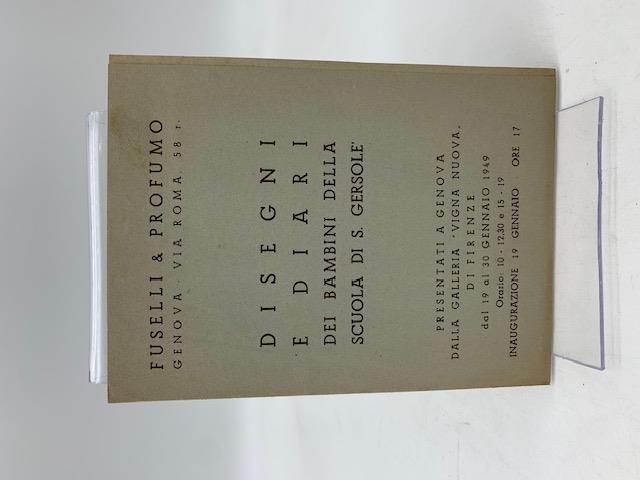 FUSELLI & PROFUMO
GENOVA - VIA ROMA 58 r.
DISEGNI
E DIARI
DEI BAMBINI DELLA
SCUOLA DI S. GERSOLE'
PRESENTATI A GENOVA
DALLA GALLERIA "VIGNA NUOVA„
DI FIRENZE
dal 19 al 30 GENNAIO 1949
Orario: 10 - 12,30 e 15 - 19
INAUGURAZIONE 19 GENNAIO - ORE 17